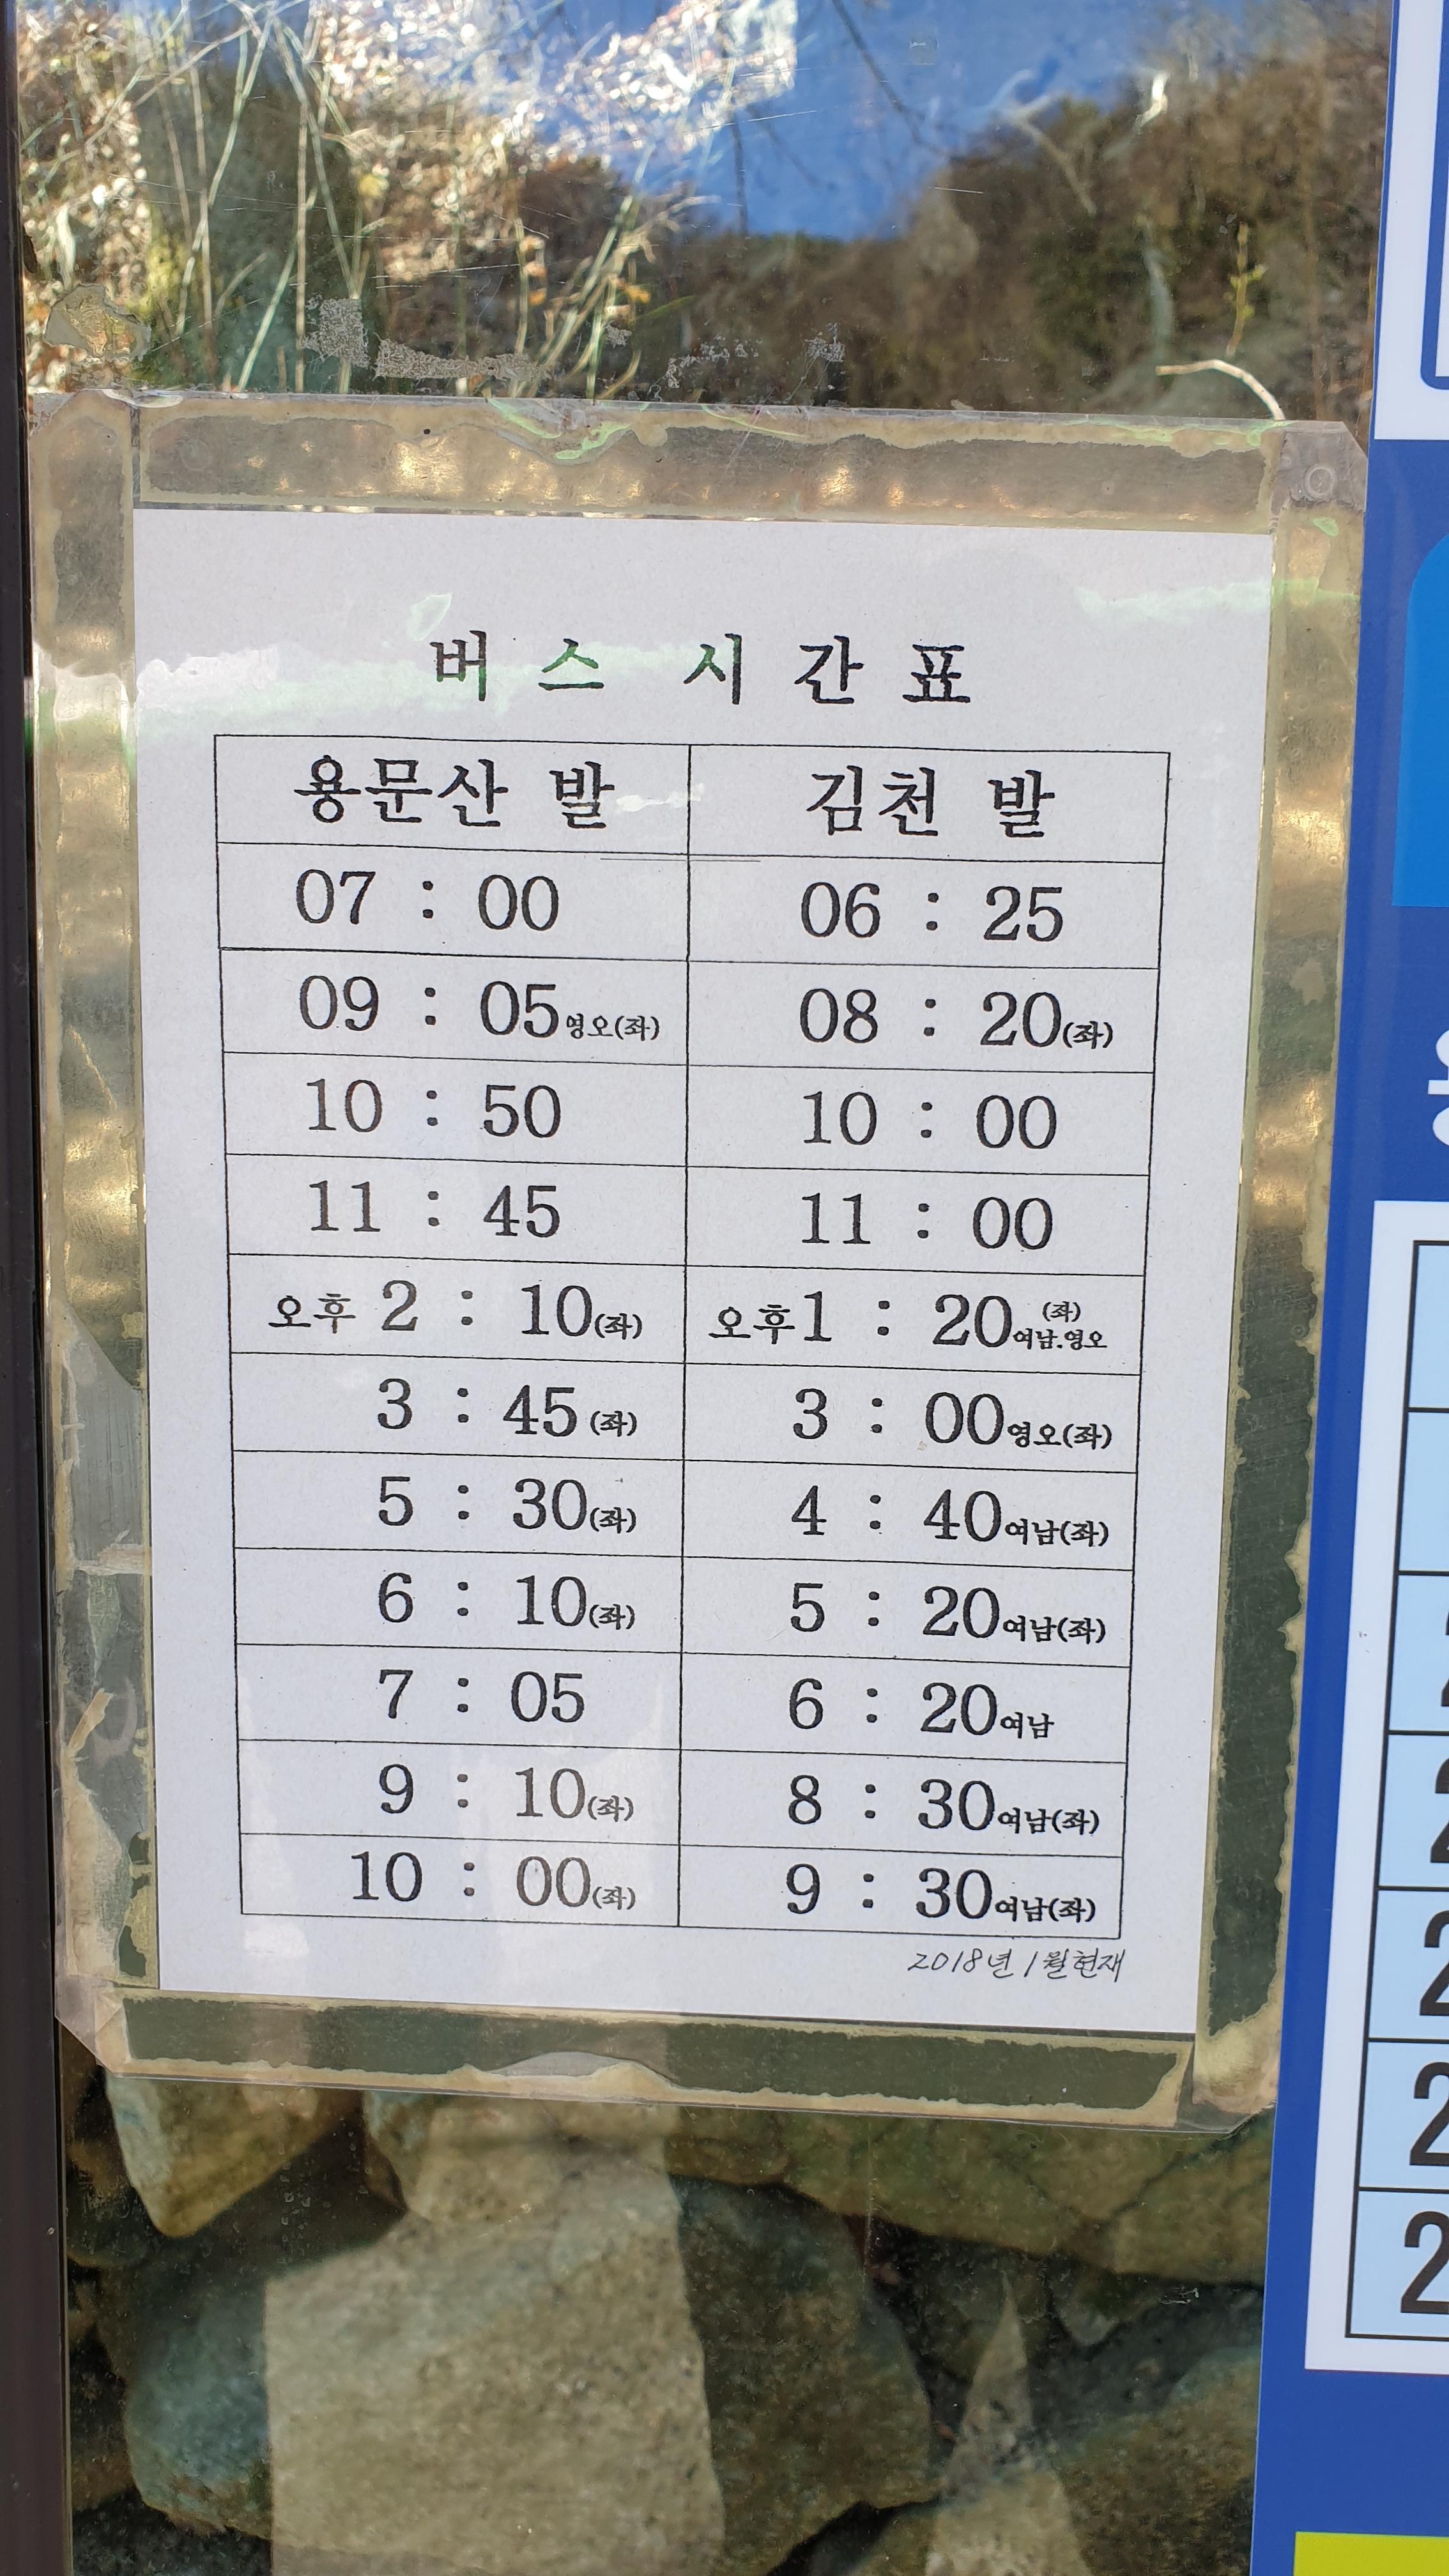 버 스 시 간 표
용문산 발 김천 발
07 : 00 06 : 25
09 : 05영오(좌) 08 : 20(좌)
10 : 50 10 : 00
11 : 45 11 : 00
오후 2 : 10(좌) 오후1 : 20(좌)여남.영오
3 : 45(좌) 3 : 00영오(좌)
5 : 30(좌) 4 : 40여남(좌)
6 : 10(좌) 5 : 20여남(좌)
7 : 05 6 : 20여남
9 : 10(좌) 8 : 30여남(좌)
10 : 00(좌) 9 : 30여남(좌)
2018년 1월현재